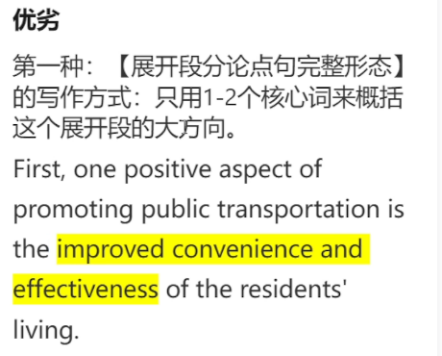 优劣
第一种：【展开段分论点句完整形态】
的写作方式：只用1-2个核心词来概括
这个展开段的大方向。
First, one positive aspect of
promoting public transportation is
the improved convenience and
effectiveness of the residents'
living.